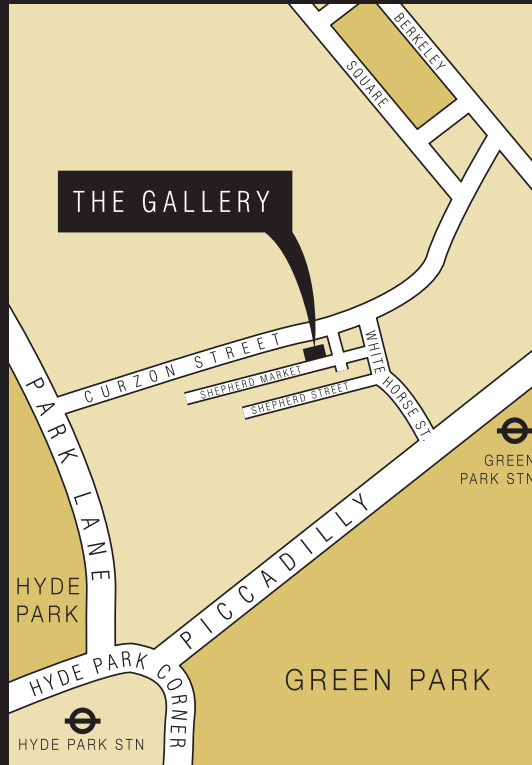 BERKELEY
SQUARE
THE GALLERY
CURZON STREET
SHEPHERD MARKET
SHEPHERD STREET
WHITE HORSE ST.
PARK LANE
GREEN
PARK STN
PICCADILLY
HYDE
PARK
HYDE PARK CORNER
GREEN PARK
HYDE PARK STN